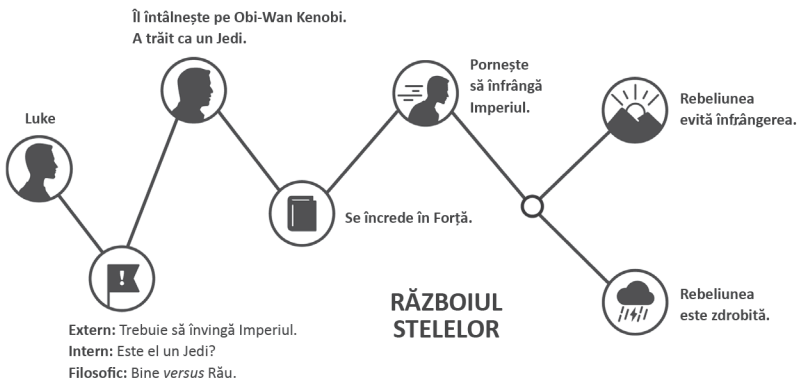 Luke
Extern: Trebuie să învingă Imperiul.
Intern: Este el un Jedi?
Filosofic: Bine versus Rău.
Îl întâlnește pe Obi-Wan Kenobi.
A trăit ca un Jedi.
Se încrede în Forță.
Pornește
să înfrângă
Imperiul.
Rebeliunea
evită înfrângerea.
Rebeliunea
este zdrobită.
RĂZBOIUL
STELELOR